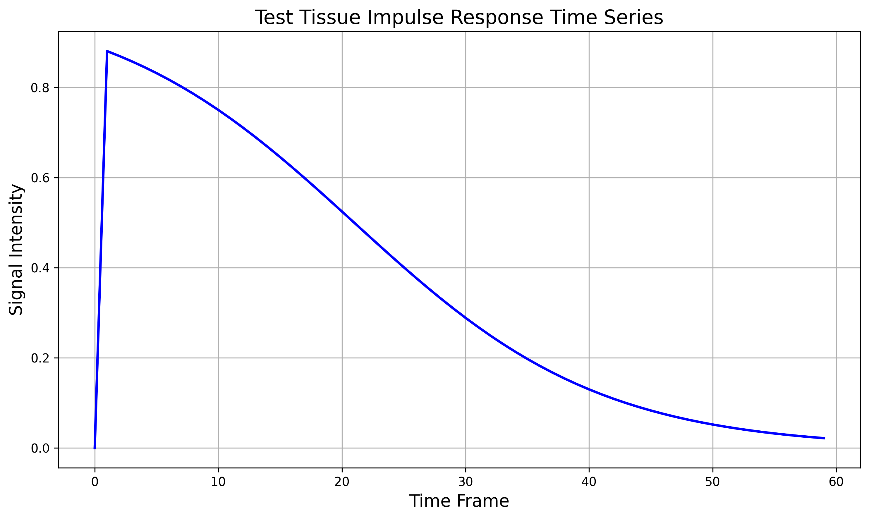 Test Tissue Impulse Response Time Series
Signal Intensity
0.8
0.6
0.4
0.2
0.0
0 10 20 30 40 50 60
Time Frame